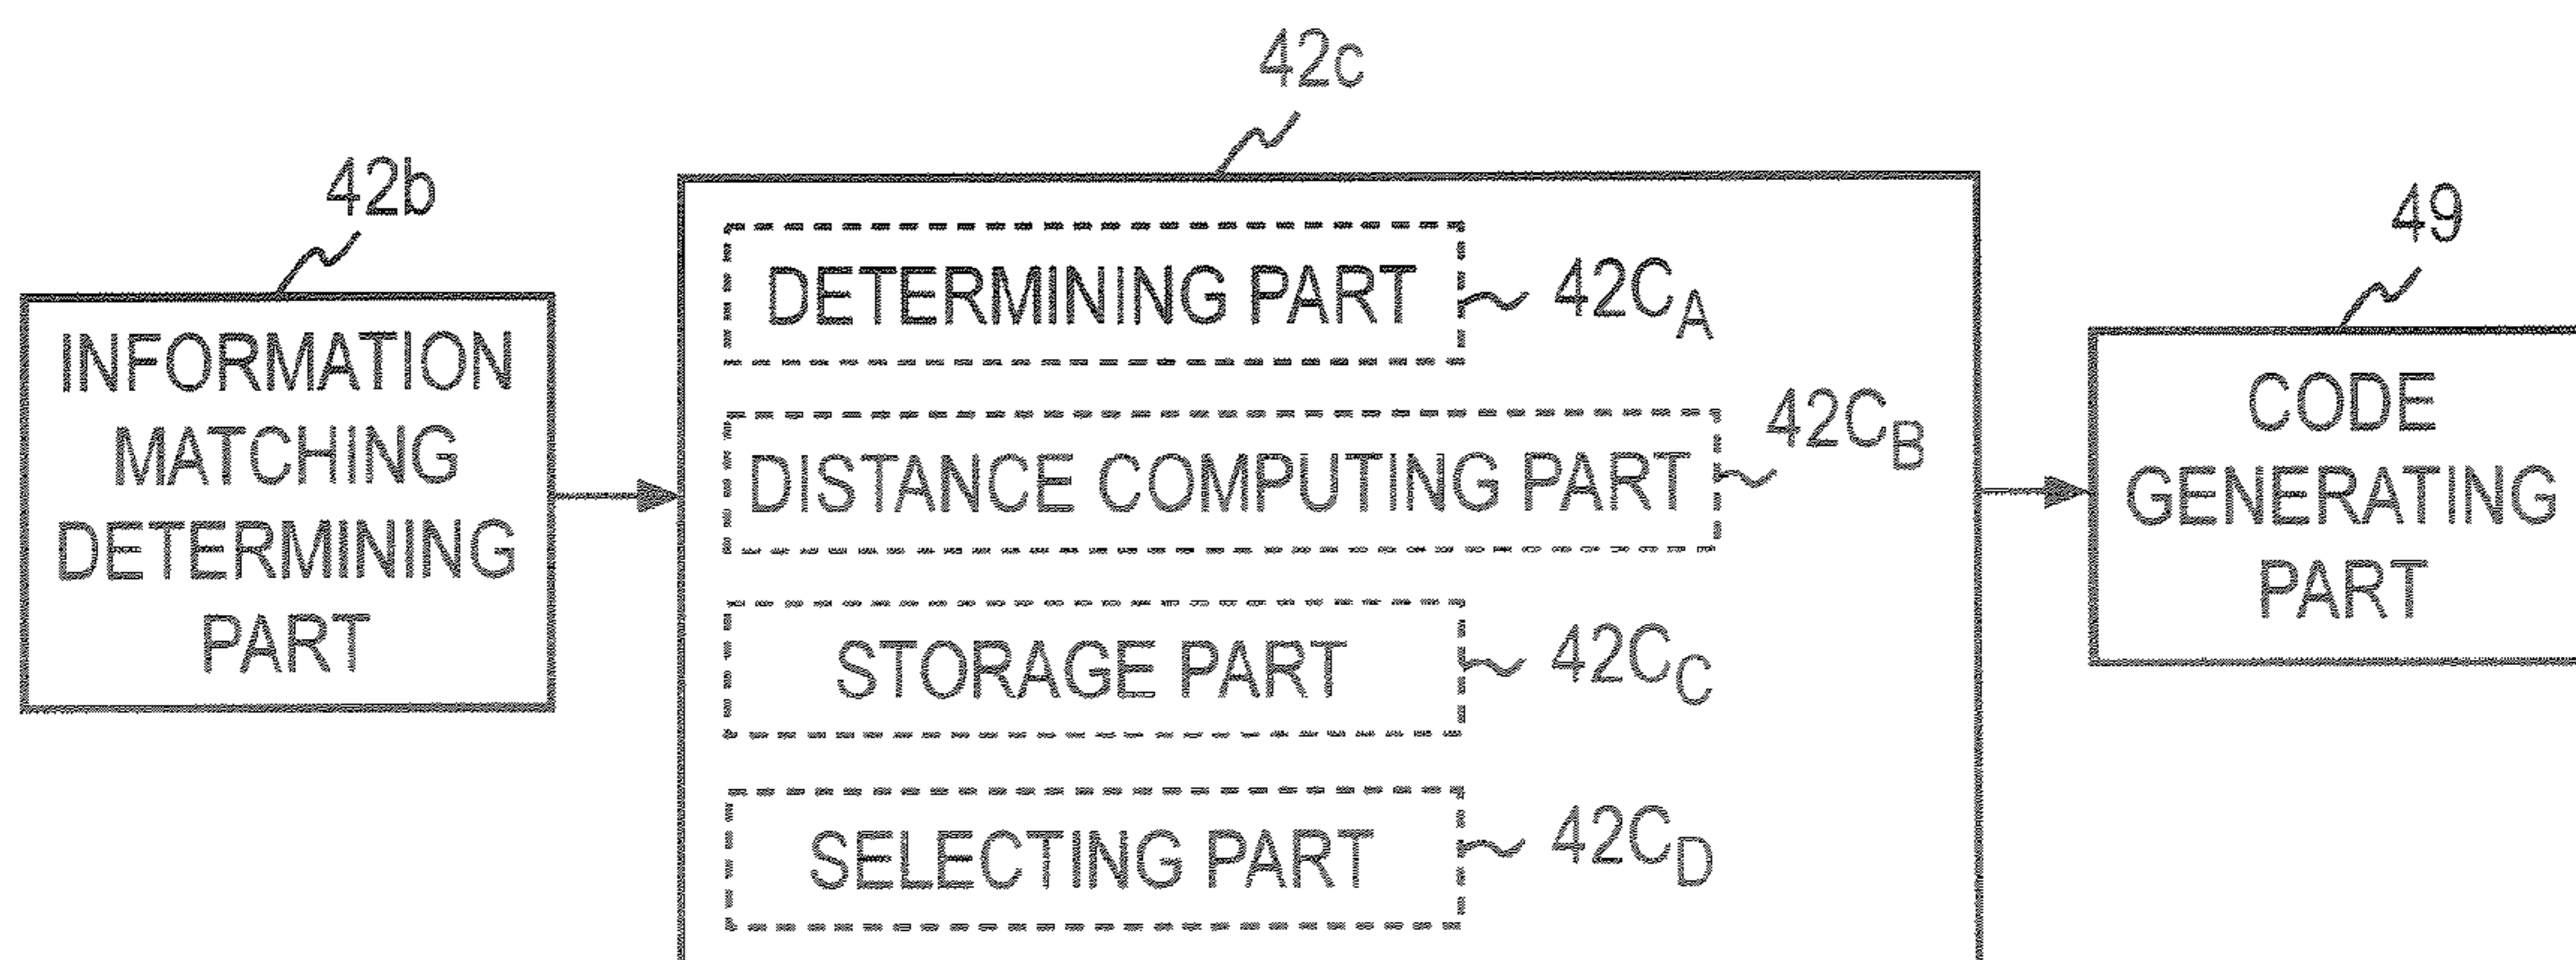 42c
42b
49
INFORMATION
MATCHING
DETERMINING
PART
DETERMINING PART
42CA
DISTANCE COMPUTING PART
42CB
STORAGE PART
42CC
SELECTING PART
42CD
CODE
GENERATING
PART